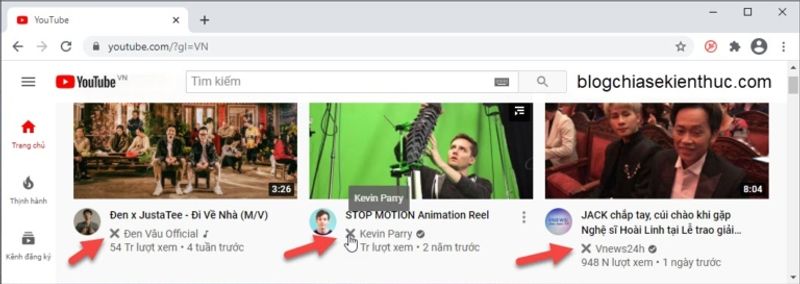 YouTube
youtube.com/?gl=VN
YouTube VN
Tìm kiếm
blogchiasekienthuc.com
Trang chủ
Thịnh hành
Kênh đăng ký
3:26
8:04
Kevin Parry
Đen x JustaTee - Đi Về Nhà (M/V)
Đen Vâu Official
54 Tr lượt xem • 4 tuần trước
STOP MOTION Animation Reel
Kevin Parry
Tr lượt xem • 2 năm trước
JACK chắp tay, cúi chào khi gặp
Nghệ sĩ Hoài Linh tại Lễ trao giải...
Vnews24h
948 N lượt xem • 1 ngày trước